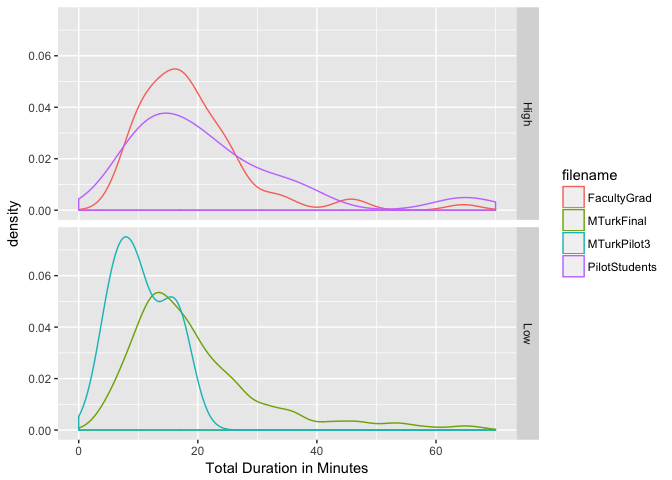 density
0.06
0.04
0.02
0.00
High
0.06
0.04
0.02
0.00
Low
0 20 40 60
Total Duration in Minutes
filename
FacultyGrad
MTurkFinal
MTurkPilot3
PilotStudents